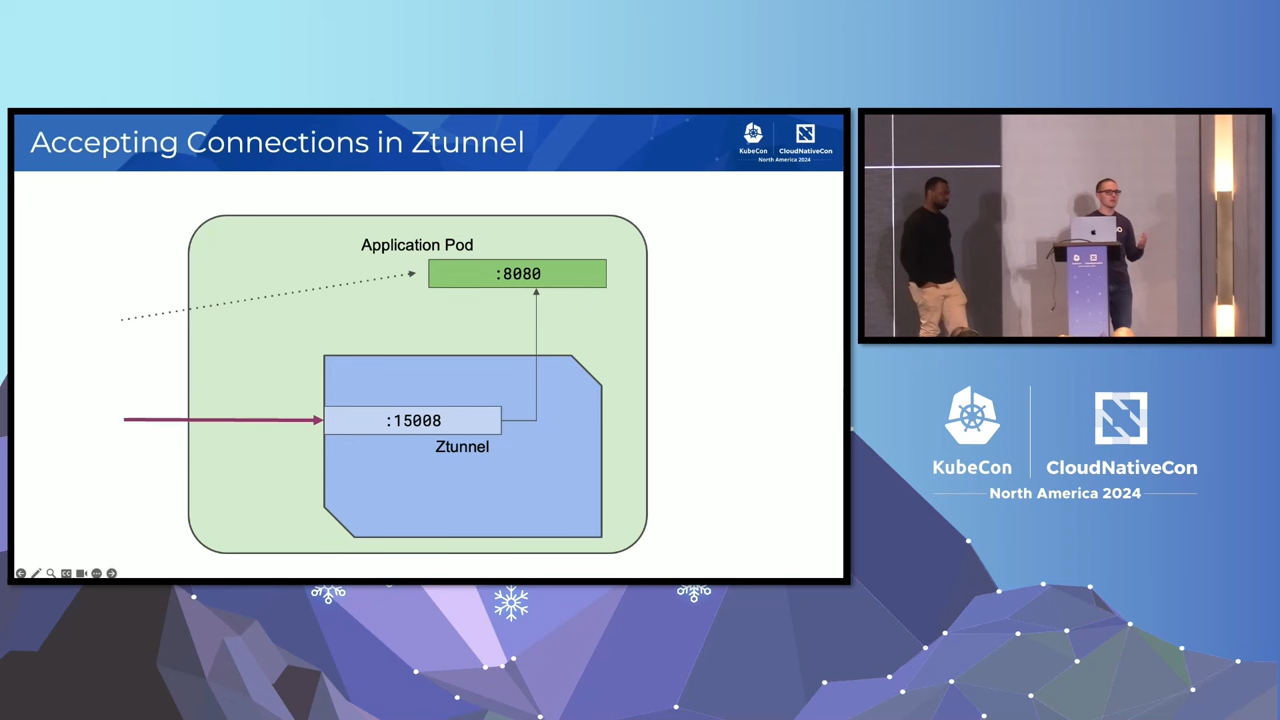 Accepting Connections in Ztunnel
KubeCon
CloudNativeCon
North America 2024
Application Pod
:8080
:15008
Ztunnel
KubeCon
CloudNativeCon
North America 2024